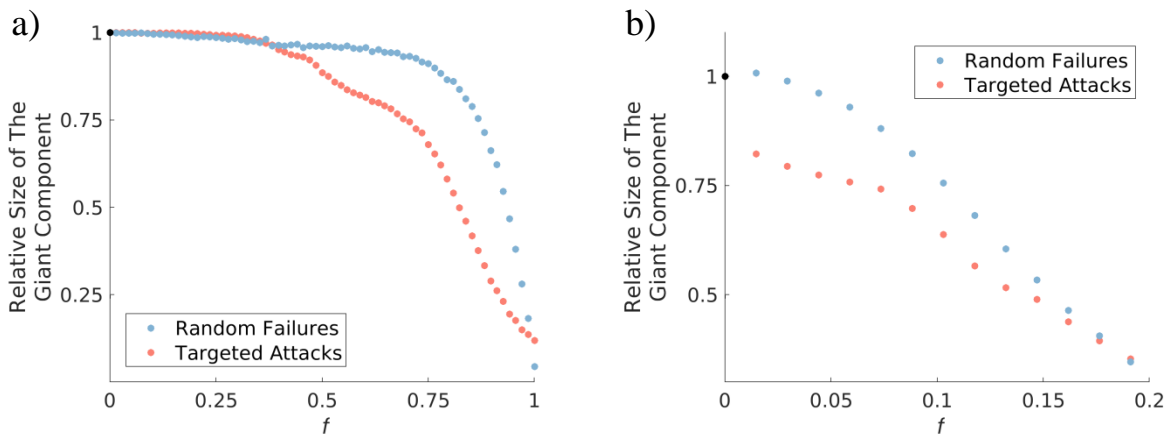 a)
1
0.75
0.5
0.25
Relative Size of The
Giant Component
Random Failures
Targeted Attacks
0
0.25
0.5
0.75
1
f
b)
1
0.75
0.5
Relative Size of The
Giant Component
Random Failures
Targeted Attacks
0
0.05
0.1
0.15
0.2
f